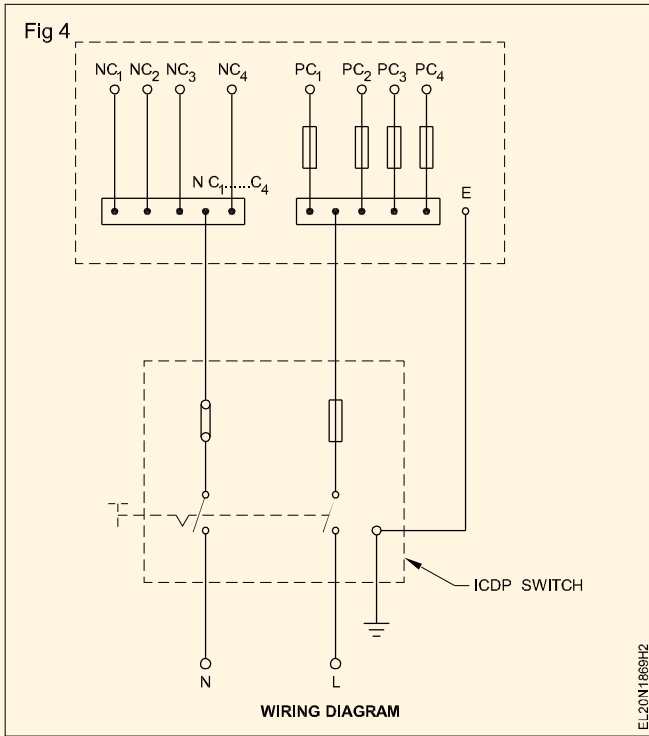 Fig 4
NC₁ NC₂ NC₃ NC₄ PC₁ PC₂ PC₃ PC₄
N C₁......C₄
E
ICDP SWITCH
N L
WIRING DIAGRAM
EL20N1869H2